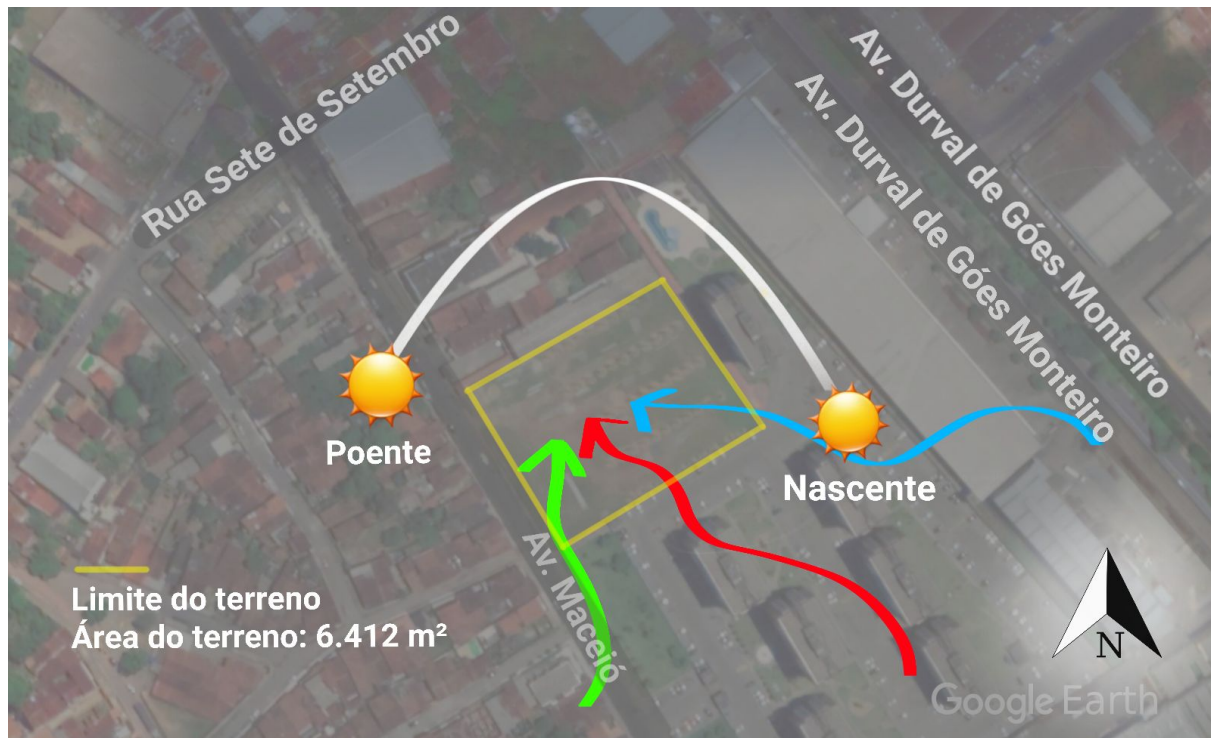 Rua Sete de Setembro
Av. Durval de Góes Monteiro
Av. Durval de Góes Monteiro
Poente
Nascente
Av. Maceió
Limite do terreno
Área do terreno: 6.412 m²
N
Google Earth